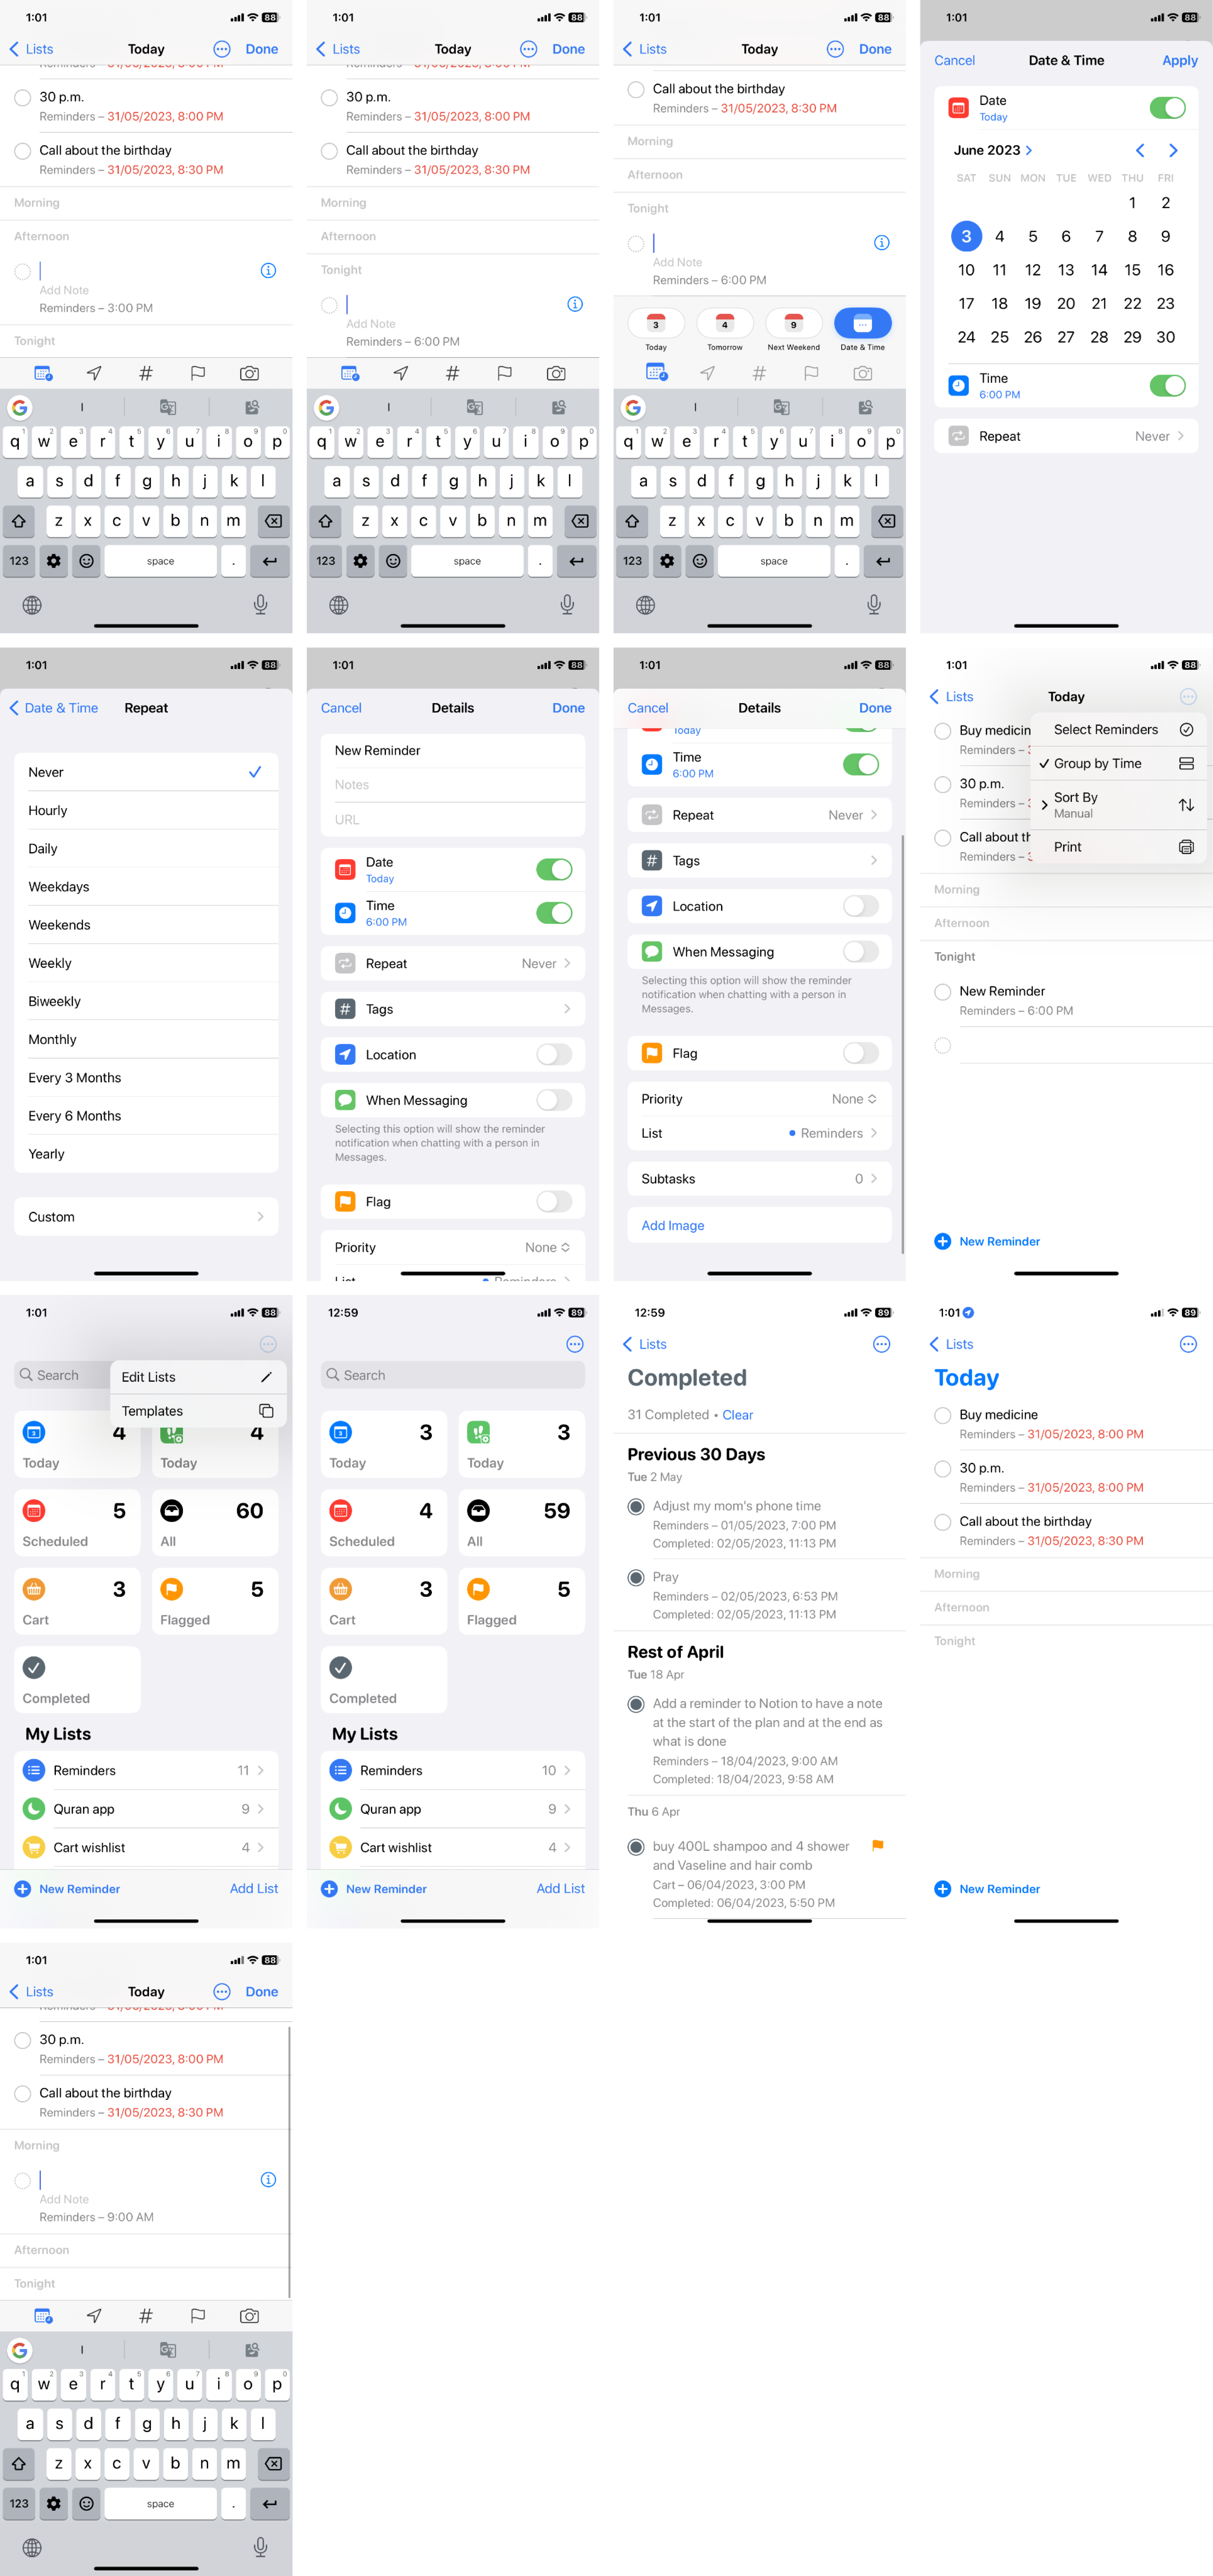 1:01
88
Lists
Today
Done
30 p.m.
Reminders – 31/05/2023, 8:00 PM
Call about the birthday
Reminders – 31/05/2023, 8:30 PM
Morning
Afternoon
Add Note
Reminders – 3:00 PM
Tonight
q w e r t y u i o p
a s d f g h j k l
z x c v b n m
123
space
.
1:01
88
Lists
Today
Done
30 p.m.
Reminders – 31/05/2023, 8:00 PM
Call about the birthday
Reminders – 31/05/2023, 8:30 PM
Morning
Afternoon
Tonight
Add Note
Reminders – 6:00 PM
q w e r t y u i o p
a s d f g h j k l
z x c v b n m
123
space
.
1:01
88
Lists
Today
Done
Call about the birthday
Reminders – 31/05/2023, 8:30 PM
Morning
Afternoon
Tonight
Add Note
Reminders – 6:00 PM
3 4 9
Today Tomorrow Next Weekend Date & Time
q w e r t y u i o p
a s d f g h j k l
z x c v b n m
123
space
.
1:01
88
Cancel
Date & Time
Apply
Date
Today
June 2023
SAT SUN MON TUE WED THU FRI
1 2
3 4 5 6 7 8 9
10 11 12 13 14 15 16
17 18 19 20 21 22 23
24 25 26 27 28 29 30
Time
6:00 PM
Repeat
Never
1:01
88
Date & Time
Repeat
Never
Hourly
Daily
Weekdays
Weekends
Weekly
Biweekly
Monthly
Every 3 Months
Every 6 Months
Yearly
Custom
1:01
88
Cancel
Details
Done
New Reminder
Notes
URL
Date
Today
Time
6:00 PM
Repeat
Never
Tags
Location
When Messaging
Selecting this option will show the reminder
notification when chatting with a person in
Messages.
Flag
Priority
None
List
Reminders
1:01
88
Cancel
Details
Done
Today
Time
6:00 PM
Repeat
Never
Tags
Location
When Messaging
Selecting this option will show the reminder
notification when chatting with a person in
Messages.
Flag
Priority
None
List
Reminders
Subtasks
0
Add Image
1:01
88
Lists
Today
Buy medicin
Reminders – 3
30 p.m.
Reminders – 3
Call about th
Reminders – 3
Select Reminders
Group by Time
Sort By
Manual
Print
Morning
Afternoon
Tonight
New Reminder
Reminders – 6:00 PM
New Reminder
1:01
88
Search
Edit Lists
Templates
4
Today
4
Today
5
Scheduled
60
All
3
Cart
5
Flagged
Completed
My Lists
Reminders 11
Quran app 9
Cart wishlist 4
New Reminder
Add List
12:59
89
Search
3
Today
3
Today
4
Scheduled
59
All
3
Cart
5
Flagged
Completed
My Lists
Reminders 10
Quran app 9
Cart wishlist 4
New Reminder
Add List
12:59
89
Lists
Completed
31 Completed • Clear
Previous 30 Days
Tue 2 May
Adjust my mom's phone time
Reminders – 01/05/2023, 7:00 PM
Completed: 02/05/2023, 11:13 PM
Pray
Reminders – 02/05/2023, 6:53 PM
Completed: 02/05/2023, 11:13 PM
Rest of April
Tue 18 Apr
Add a reminder to Notion to have a note
at the start of the plan and at the end as
what is done
Reminders – 18/04/2023, 9:00 AM
Completed: 18/04/2023, 9:58 AM
Thu 6 Apr
buy 400L shampoo and 4 shower
and Vaseline and hair comb
Cart – 06/04/2023, 3:00 PM
Completed: 06/04/2023, 5:50 PM
1:01
89
Lists
Today
Buy medicine
Reminders – 31/05/2023, 8:00 PM
30 p.m.
Reminders – 31/05/2023, 8:00 PM
Call about the birthday
Reminders – 31/05/2023, 8:30 PM
Morning
Afternoon
Tonight
New Reminder
1:01
88
Lists
Today
Done
30 p.m.
Reminders – 31/05/2023, 8:00 PM
Call about the birthday
Reminders – 31/05/2023, 8:30 PM
Morning
Add Note
Reminders – 9:00 AM
Afternoon
Tonight
q w e r t y u i o p
a s d f g h j k l
z x c v b n m
123
space
.